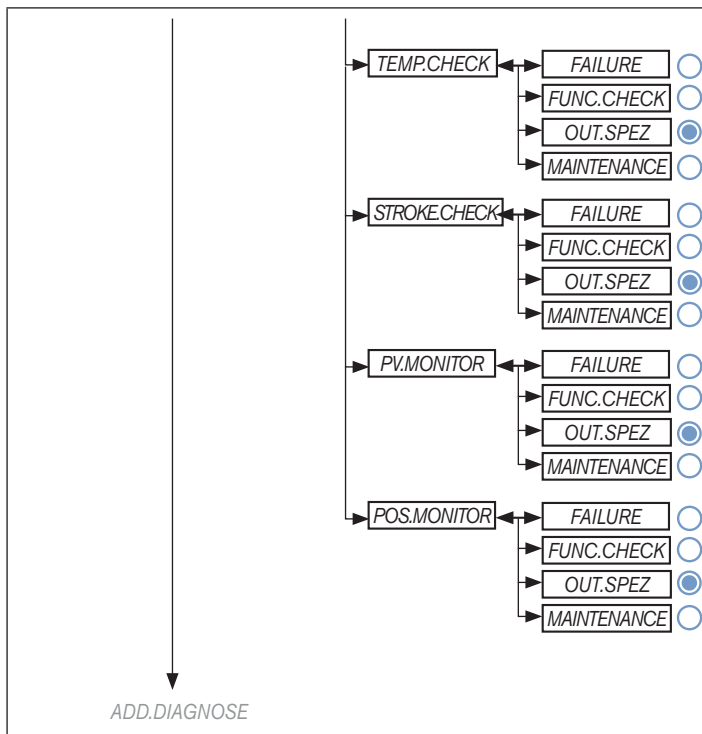 TEMP.CHECK FAILURE
FUNC.CHECK
OUT.SPEZ
MAINTENANCE
STROKE.CHECK FAILURE
FUNC.CHECK
OUT.SPEZ
MAINTENANCE
PV.MONITOR FAILURE
FUNC.CHECK
OUT.SPEZ
MAINTENANCE
POS.MONITOR FAILURE
FUNC.CHECK
OUT.SPEZ
MAINTENANCE
ADD.DIAGNOSE